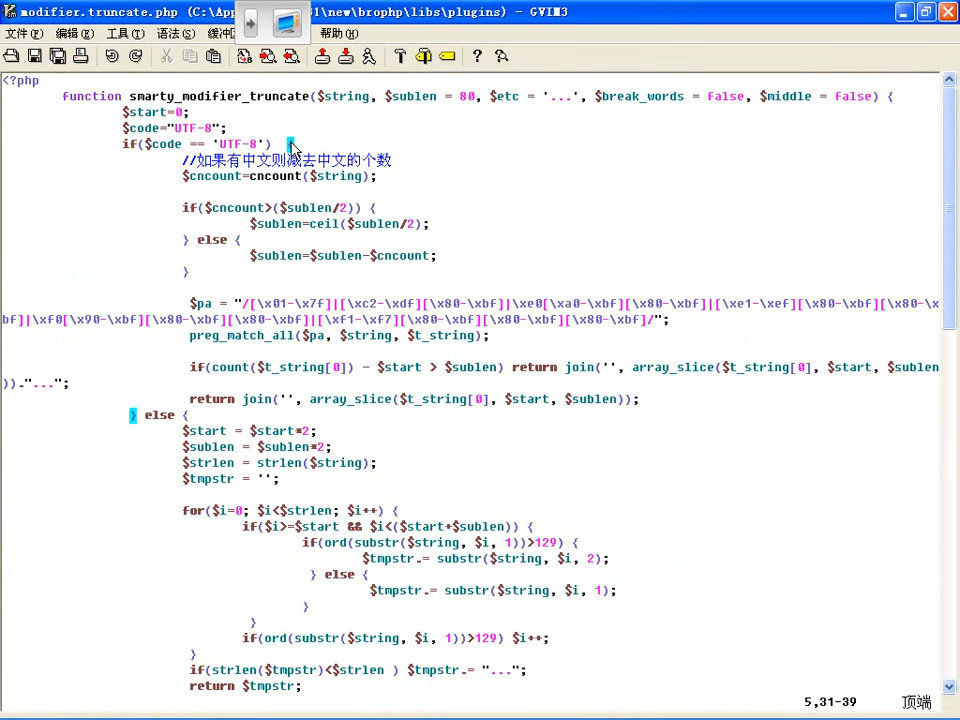 modifier.truncate.php (C:\App 61\new\brophp\libs\plugins) - GVIM3
文件(F) 编辑(E) 工具(T) 语法(S) 缓冲区 帮助(H)
<?php
function smarty_modifier_truncate($string, $sublen = 80, $etc = '...', $break_words = false, $middle = false) {
$start=0;
$code="UTF-8";
if($code == 'UTF-8') {
//如果有中文则减去中文的个数
$cncount=cncount($string);
if($cncount>($sublen/2)) {
$sublen=ceil($sublen/2);
} else {
$sublen=$sublen-$cncount;
}
$pa = "/[\x01-\x7f]|[\xc2-\xdf][\x80-\xbf]|\xe0[\xa0-\xbf][\x80-\xbf]|[\xe1-\xef][\x80-\xbf][\x80-\x
bf]|\xf0[\x90-\xbf][\x80-\xbf][\x80-\xbf]|[\xf1-\xf7][\x80-\xbf][\x80-\xbf][\x80-\xbf]/";
preg_match_all($pa, $string, $t_string);
if(count($t_string[0]) - $start > $sublen) return join('', array_slice($t_string[0], $start, $sublen
))."...";
return join('', array_slice($t_string[0], $start, $sublen));
} else {
$start = $start*2;
$sublen = $sublen*2;
$strlen = strlen($string);
$tmpstr = '';
for($i=0; $i<$strlen; $i++) {
if($i>=$start && $i<($start+$sublen)) {
if(ord(substr($string, $i, 1))>129) {
$tmpstr.= substr($string, $i, 2);
} else {
$tmpstr.= substr($string, $i, 1);
}
}
if(ord(substr($string, $i, 1))>129) $i++;
}
if(strlen($tmpstr)<$strlen ) $tmpstr.= "...";
return $tmpstr;
5,31-39 顶端